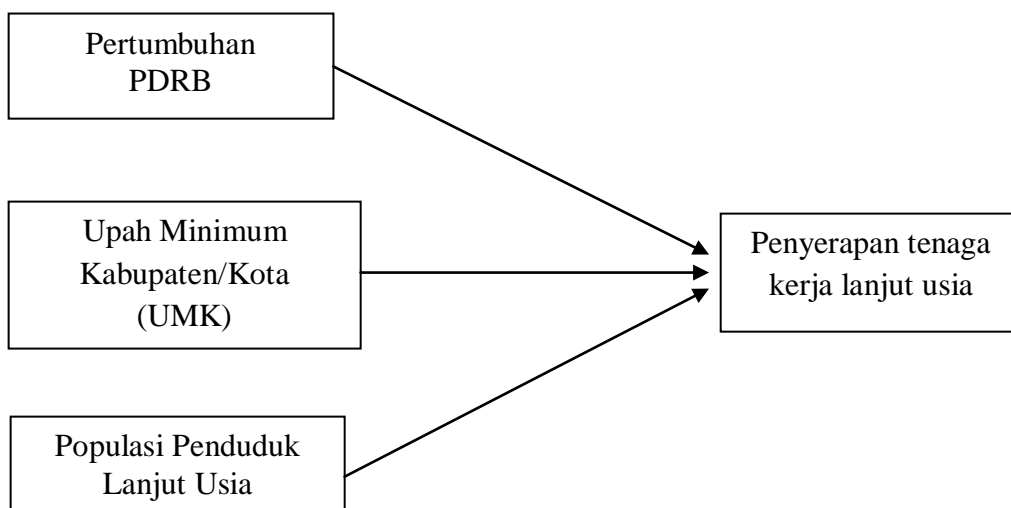 Pertumbuhan
PDRB
Upah Minimum
Kabupaten/Kota
(UMK)
Penyerapan tenaga
kerja lanjut usia
Populasi Penduduk
Lanjut Usia